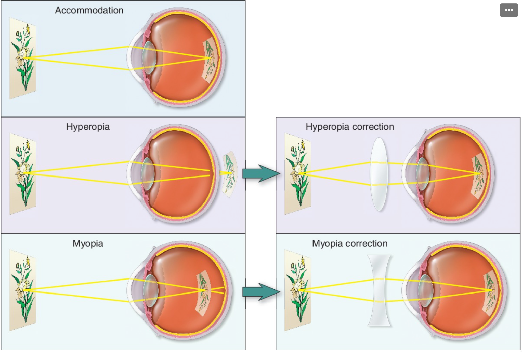 Accommodation
Hyperopia
Hyperopia correction
Myopia
Myopia correction